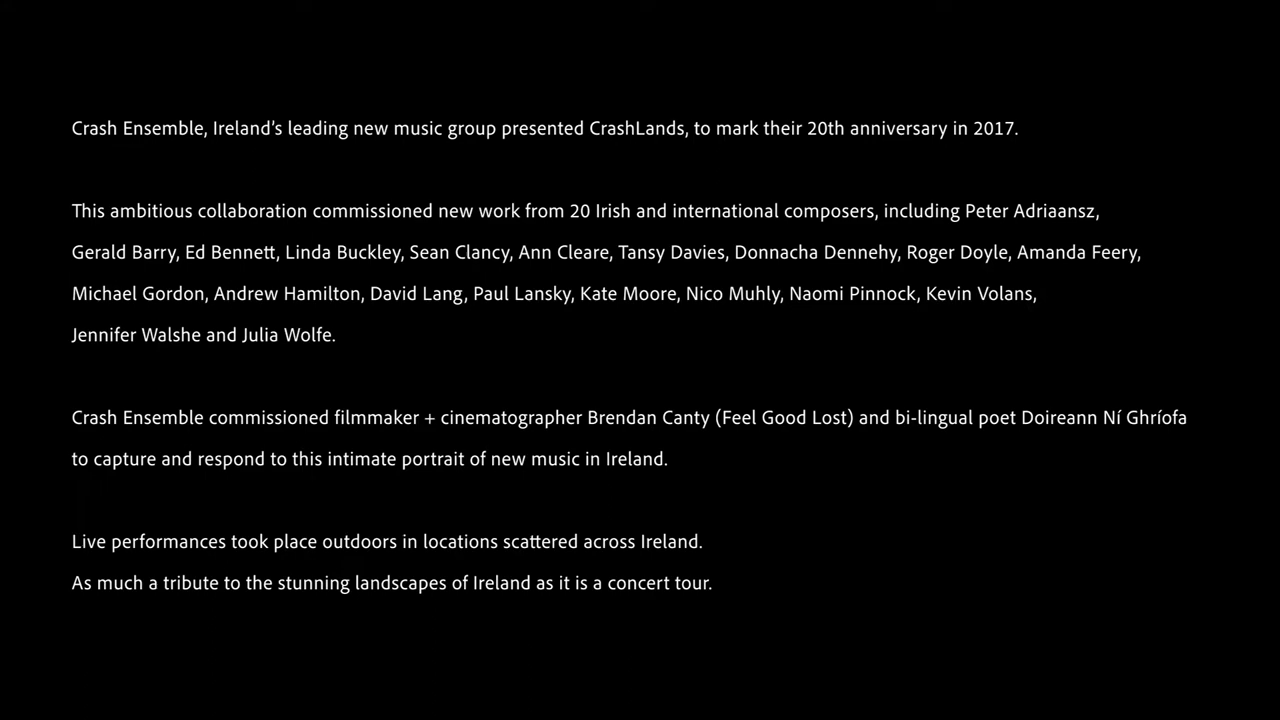 Crash Ensemble, Ireland’s leading new music group presented CrashLands, to mark their 20th anniversary in 2017.
This ambitious collaboration commissioned new work from 20 Irish and international composers, including Peter Adriaansz,
Gerald Barry, Ed Bennett, Linda Buckley, Sean Clancy, Ann Cleare, Tansy Davies, Donnacha Dennehy, Roger Doyle, Amanda Feery,
Michael Gordon, Andrew Hamilton, David Lang, Paul Lansky, Kate Moore, Nico Muhly, Naomi Pinnock, Kevin Volans,
Jennifer Walshe and Julia Wolfe.
Crash Ensemble commissioned filmmaker + cinematographer Brendan Canty (Feel Good Lost) and bi-lingual poet Doireann Ní Ghríofa
to capture and respond to this intimate portrait of new music in Ireland.
Live performances took place outdoors in locations scattered across Ireland.
As much a tribute to the stunning landscapes of Ireland as it is a concert tour.